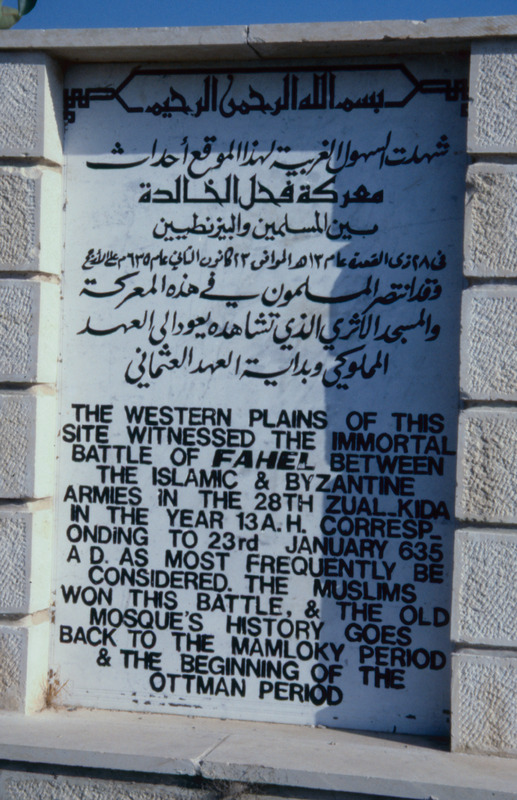 بسم الله الرحمن الرحيم
شهدت السهول الغربية لهذا الموقع أحداث
معركة فحل الخالدة
بين المسلمين والبيزنطيين
في ٢٨ ذي القعدة عام ١٣ هـ الموافق ٢٣ كانون الثاني عام ٦٣٥ م على الأرجح
وقد انتصر المسلمون في هذه المعركة
والمسجد الأثري الذي تشاهده يعود الى العهد
المملوكي وبداية العهد العثماني
THE WESTERN PLAINS OF THIS
SITE WITNESSED THE IMMORTAL
BATTLE OF FAHEL BETWEEN
THE ISLAMIC & BYZANTINE
ARMIES iN THE 28TH ZUAL_KIDA
iN THE YEAR 13 A.H. CORRESP_
ONDiNG TO 23rd JANUARY 635
A D. AS MOST FREQUENTLY BE
CONSIDERED. THE MUSLIMS
WON THIS BATTLE, & THE OLD
MOSQUE'S HISTORY GOES
BACK TO THE MAMLOKY PERIOD
& THE BEGINNING OF THE
OTTMAN PERIOD